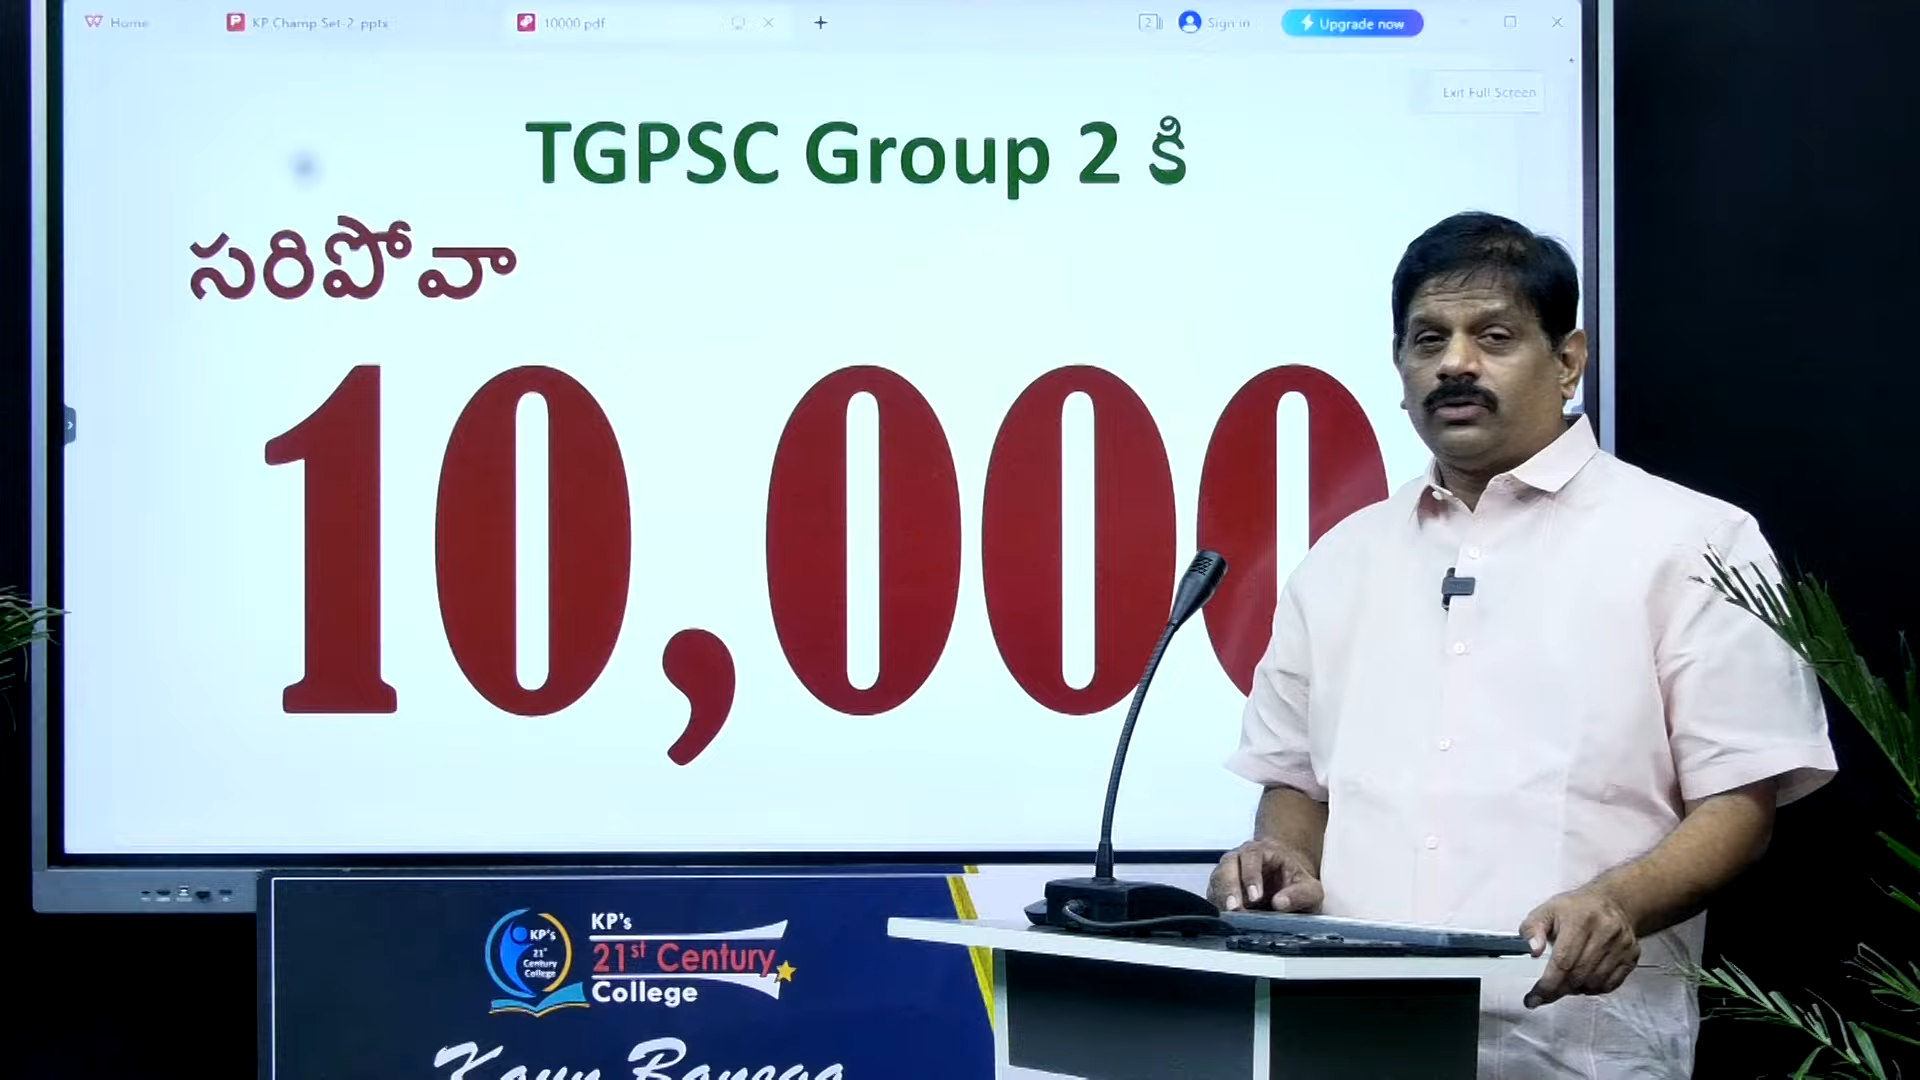 Home KP Champ Set-2. pptx 10000 pdf + 2 Sign in Upgrade now
Exit Full Screen
TGPSC Group 2 కి
సరిపోవా
10,000
KP's
21st Century
College
KP's
21st Century
College